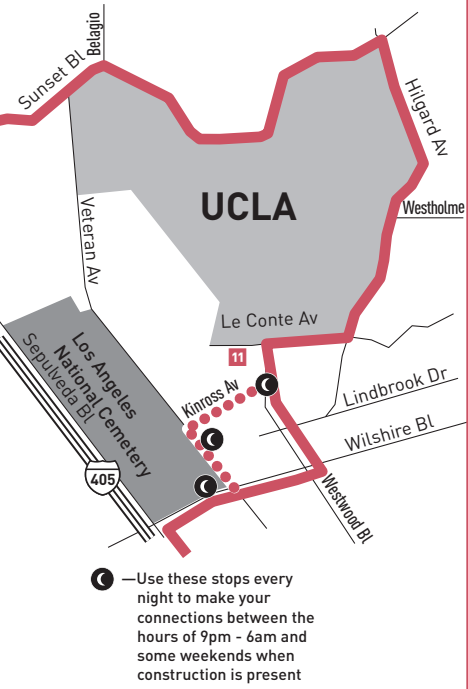 Belagio
Sunset Bl
Hilgard Av
UCLA
Westholme
Veteran Av
Le Conte Av
11
Los Angeles
National Cemetery
Sepulveda Bl
Kinross Av
Lindbrook Dr
Wilshire Bl
405
Westwood Bl
—Use these stops every
night to make your
connections between the
hours of 9pm - 6am and
some weekends when
construction is present